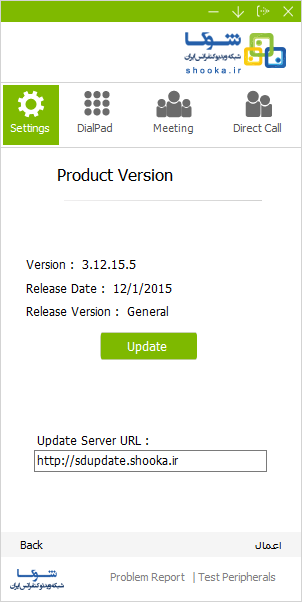 شوکا
شبکه ویدئو کنفرانس ایران
shooka.ir
Settings
DialPad
Meeting
Direct Call
Product Version
Version : 3.12.15.5
Release Date : 12/1/2015
Release Version : General
Update
Update Server URL :
http://sdupdate.shooka.ir
Back
اعمال
شوکا
شبکه ویدئو کنفرانس ایران
Problem Report | Test Peripherals